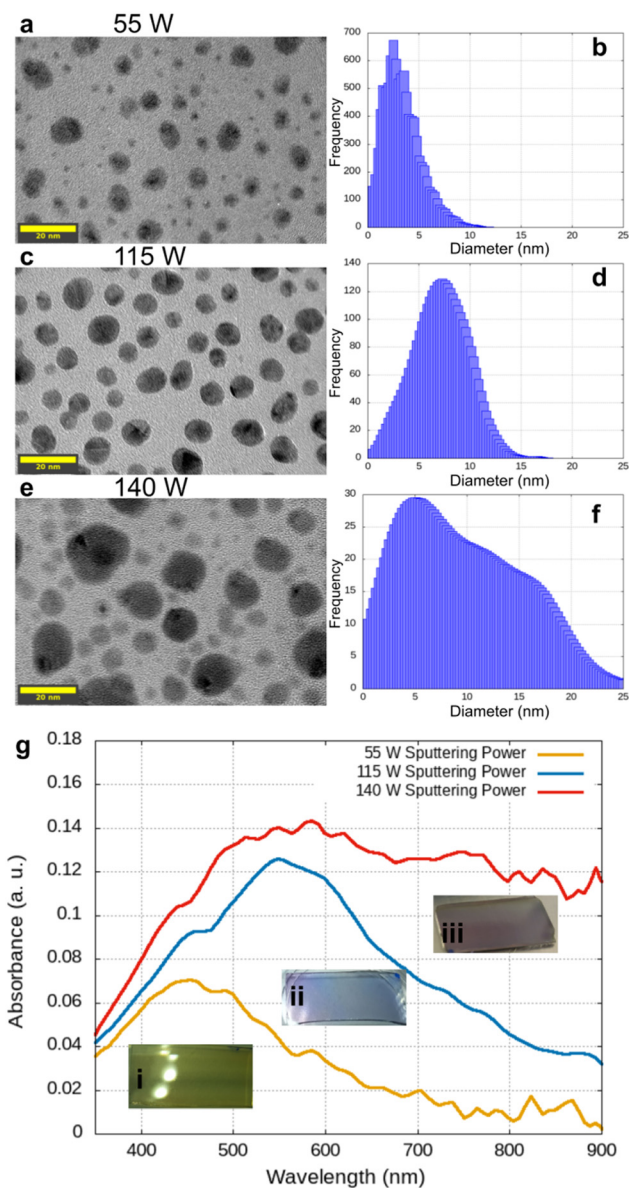 a 55 W
20 nm
b
Frequency
700
600
500
400
300
200
100
0
0 5 10 15 20 25
Diameter (nm)
c 115 W
20 nm
d
Frequency
140
120
100
80
60
40
20
0
0 5 10 15 20 25
Diameter (nm)
e 140 W
20 nm
f
Frequency
30
25
20
15
10
5
0
0 5 10 15 20 25
Diameter (nm)
g
55 W Sputtering Power
115 W Sputtering Power
140 W Sputtering Power
Absorbance (a. u.)
0.18
0.16
0.14
0.12
0.1
0.08
0.06
0.04
0.02
0
iii
ii
i
400 500 600 700 800 900
Wavelength (nm)